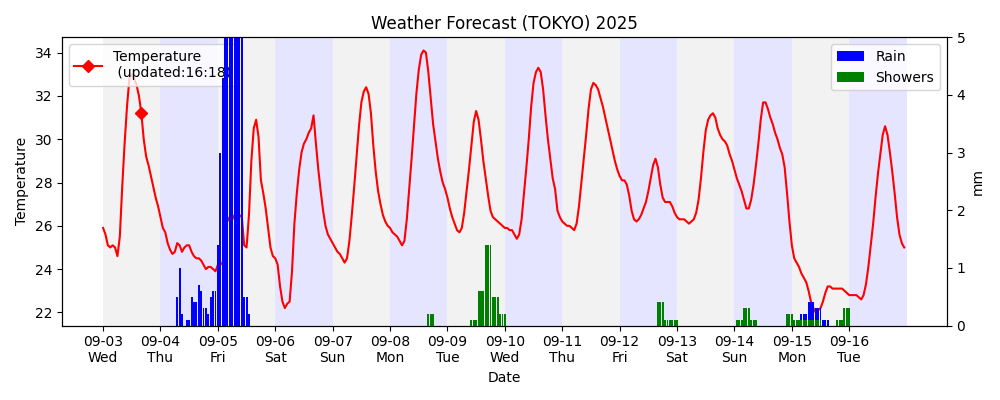 Weather Forecast (TOKYO) 2025
Temperature
(updated:16:18)
Rain
Showers
34
32
30
28
26
24
22
Temperature
5
4
3
2
1
0
mm
09-03 09-04 09-05 09-06 09-07 09-08 09-09 09-10 09-11 09-12 09-13 09-14 09-15 09-16
Wed Thu Fri Sat Sun Mon Tue Wed Thu Fri Sat Sun Mon Tue
Date